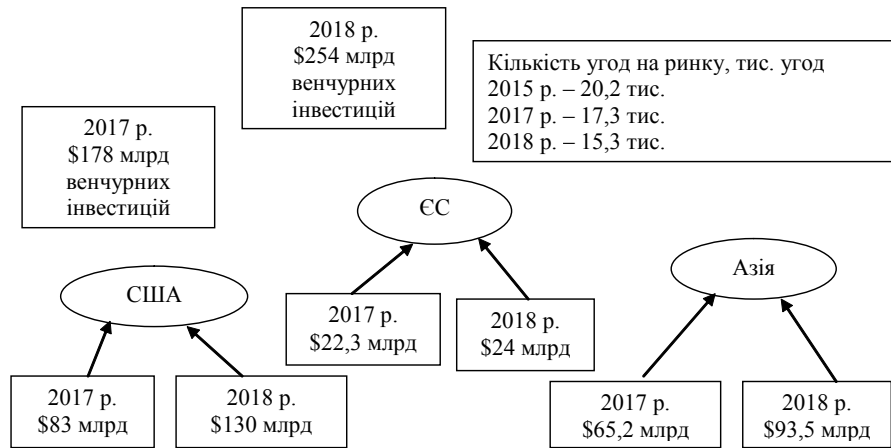 2018 р.
$254 млрд
венчурних
інвестицій
Кількість угод на ринку, тис. угод
2015 р. – 20,2 тис.
2017 р. – 17,3 тис.
2018 р. – 15,3 тис.
2017 р.
$178 млрд
венчурних
інвестицій
ЄС
США
Азія
2017 р.
$22,3 млрд
2018 р.
$24 млрд
2017 р.
$83 млрд
2018 р.
$130 млрд
2017 р.
$65,2 млрд
2018 р.
$93,5 млрд